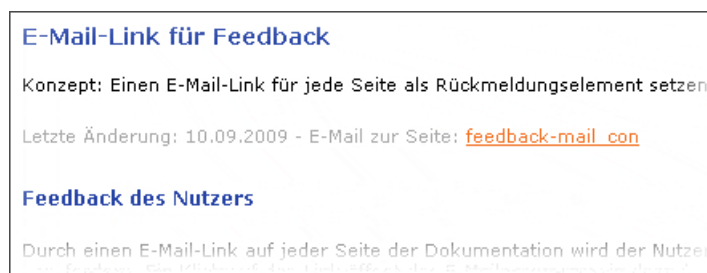 E-Mail-Link für Feedback
Konzept: Einen E-Mail-Link für jede Seite als Rückmeldungselement setzen
Letzte Änderung: 10.09.2009 - E-Mail zur Seite: feedback-mail_con
Feedback des Nutzers
Durch einen E-Mail-Link auf jeder Seite der Dokumentation wird der Nutze